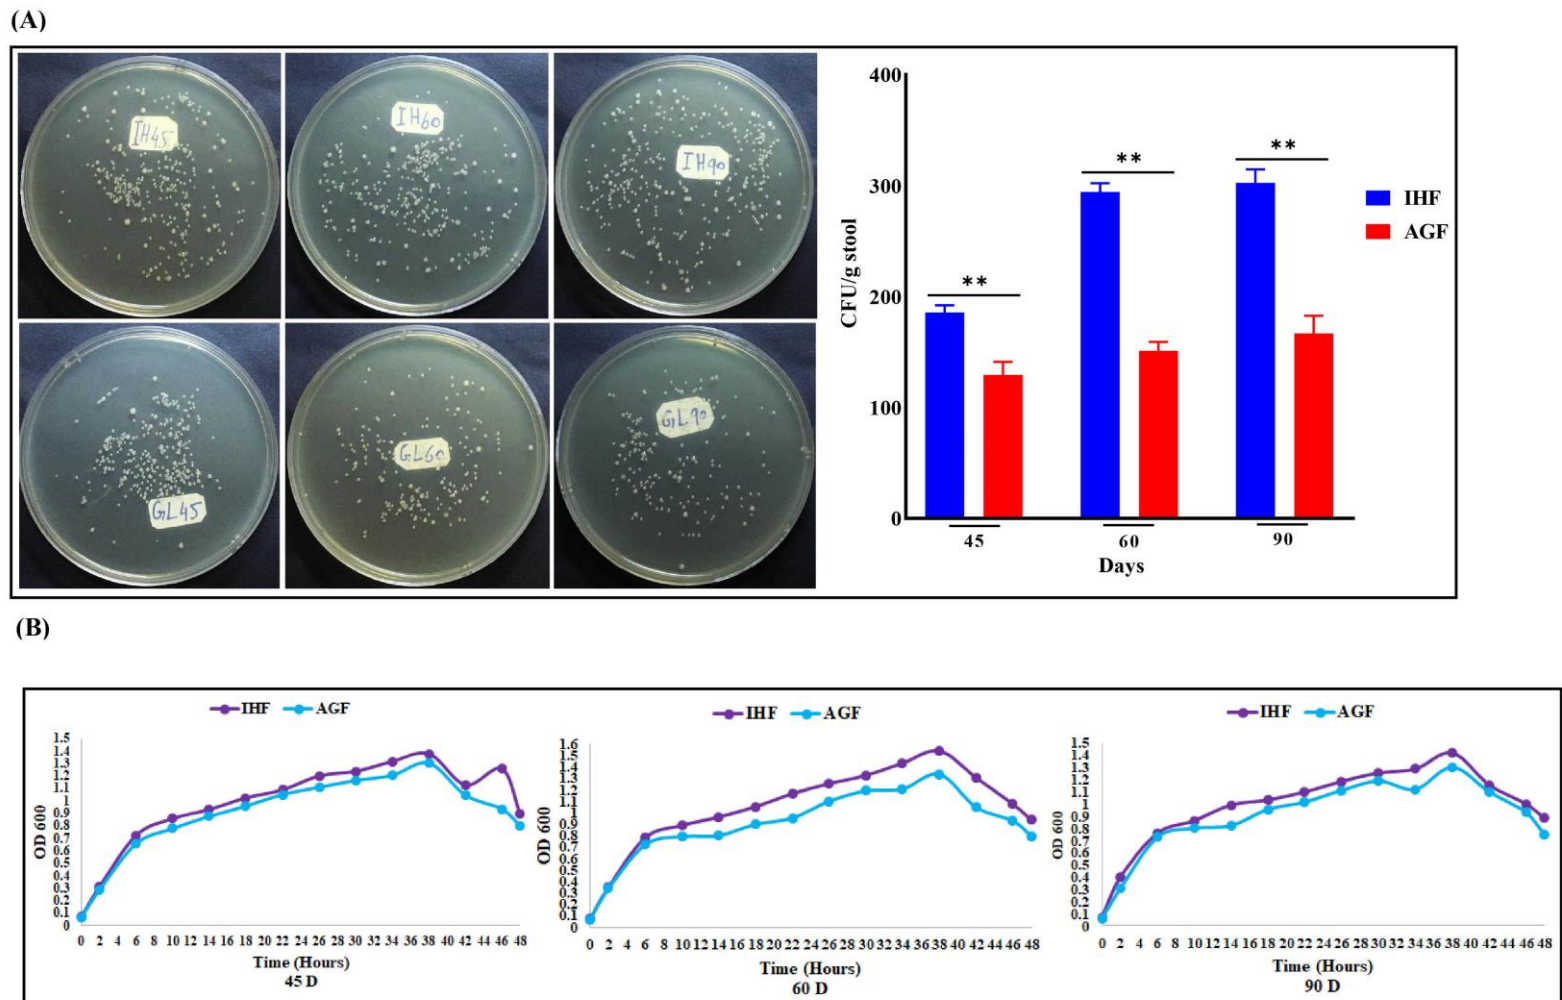 (A)
IH45
IH60
IH90
GL45
GL60
GL90
400
300
200
100
0
CFU/g stool
**
**
**
45
60
90
Days
IHF
AGF
(B)
IHF AGF
1.5
1.4
1.3
1.2
1.1
1
0.9
0.8
0.7
0.6
0.5
0.4
0.3
0.2
0.1
0
OD 600
0 2 4 6 8 10 12 14 16 18 20 22 24 26 28 30 32 34 36 38 40 42 44 46 48
Time (Hours)
45 D
IHF AGF
1.6
1.5
1.4
1.3
1.2
1.1
1
0.9
0.8
0.7
0.6
0.5
0.4
0.3
0.2
0.1
0
OD 600
0 2 4 6 8 10 12 14 16 18 20 22 24 26 28 30 32 34 36 38 40 42 44 46 48
Time (Hours)
60 D
IHF AGF
1.5
1.4
1.3
1.2
1.1
1
0.9
0.8
0.7
0.6
0.5
0.4
0.3
0.2
0.1
0
OD 600
0 2 4 6 8 10 12 14 16 18 20 22 24 26 28 30 32 34 36 38 40 42 44 46 48
Time (Hours)
90 D